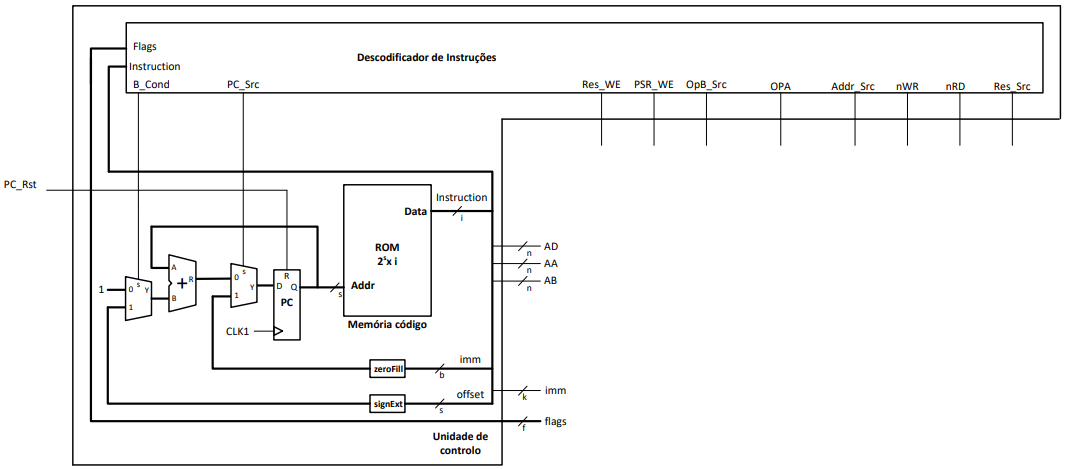 Flags
Descodificador de Instruções
Instruction
B_Cond
PC_Src
Res_WE
PSR_WE
OpB_Src
OPA
Addr_Src
nWR
nRD
Res_Src
PC_Rst
Instruction
i
Data
ROM
2ˢx i
Addr
s
Memória código
AD
n
AA
n
AB
n
A
B
R
+
1
0
s
Y
1
0
s
Y
1
R
D
Q
PC
CLK1
zeroFill
imm
b
signExt
offset
s
imm
k
flags
f
Unidade de
controlo